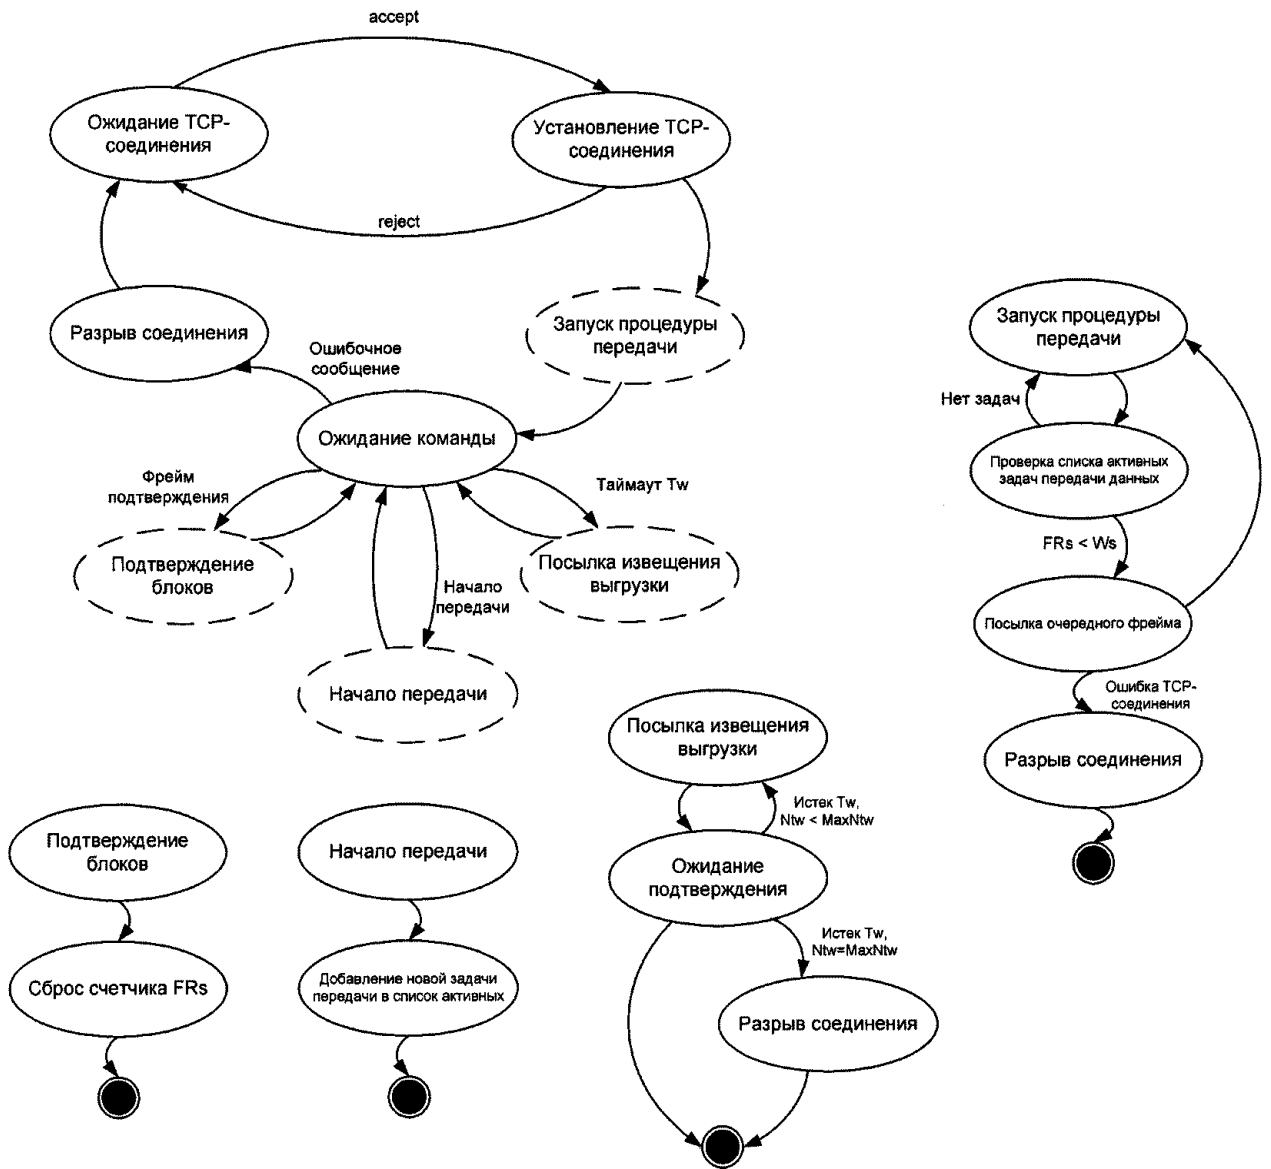 accept
Ожидание TCP-
соединения
Установление TCP-
соединения
reject
Разрыв соединения
Запуск процедуры
передачи
Ошибочное
сообщение
Ожидание команды
Фрейм
подтверждения
Таймаут Tw
Подтверждение
блоков
Начало
передачи
Посылка извещения
выгрузки
Начало передачи
Запуск процедуры
передачи
Нет задач
Проверка списка активных
задач передачи данных
FRs < Ws
Посылка очередного фрейма
Ошибка TCP-
соединения
Разрыв соединения
Подтверждение
блоков
Сброс счетчика FRs
Начало передачи
Добавление новой задачи
передачи в список активных
Посылка извещения
выгрузки
Истек Tw,
Ntw < MaxNtw
Ожидание
подтверждения
Истек Tw,
Ntw=MaxNtw
Разрыв соединения